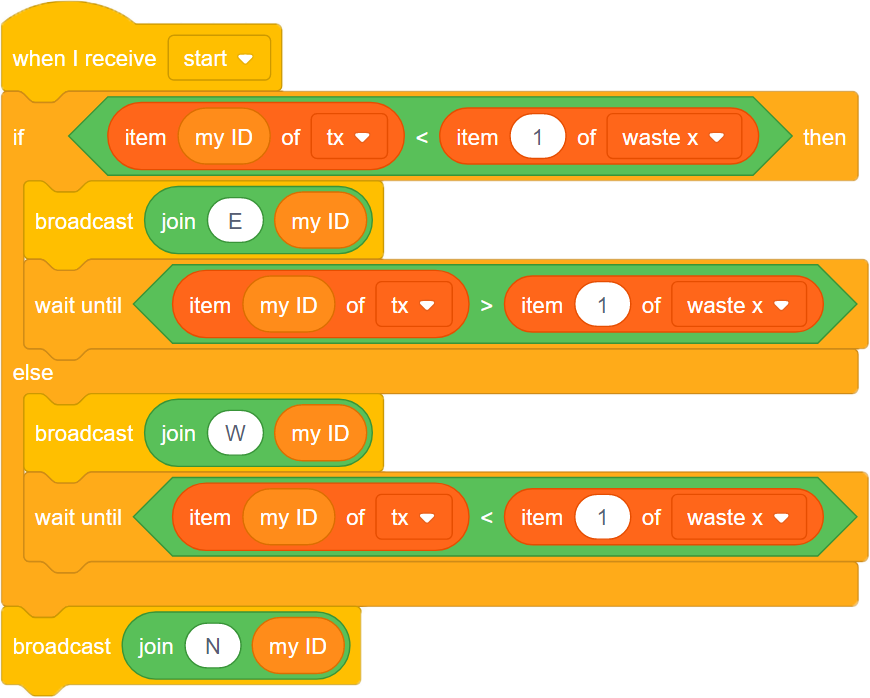 when I receive start
if item my ID of tx < item 1 of waste x then
broadcast join E my ID
wait until item my ID of tx > item 1 of waste x
else
broadcast join W my ID
wait until item my ID of tx < item 1 of waste x
broadcast join N my ID